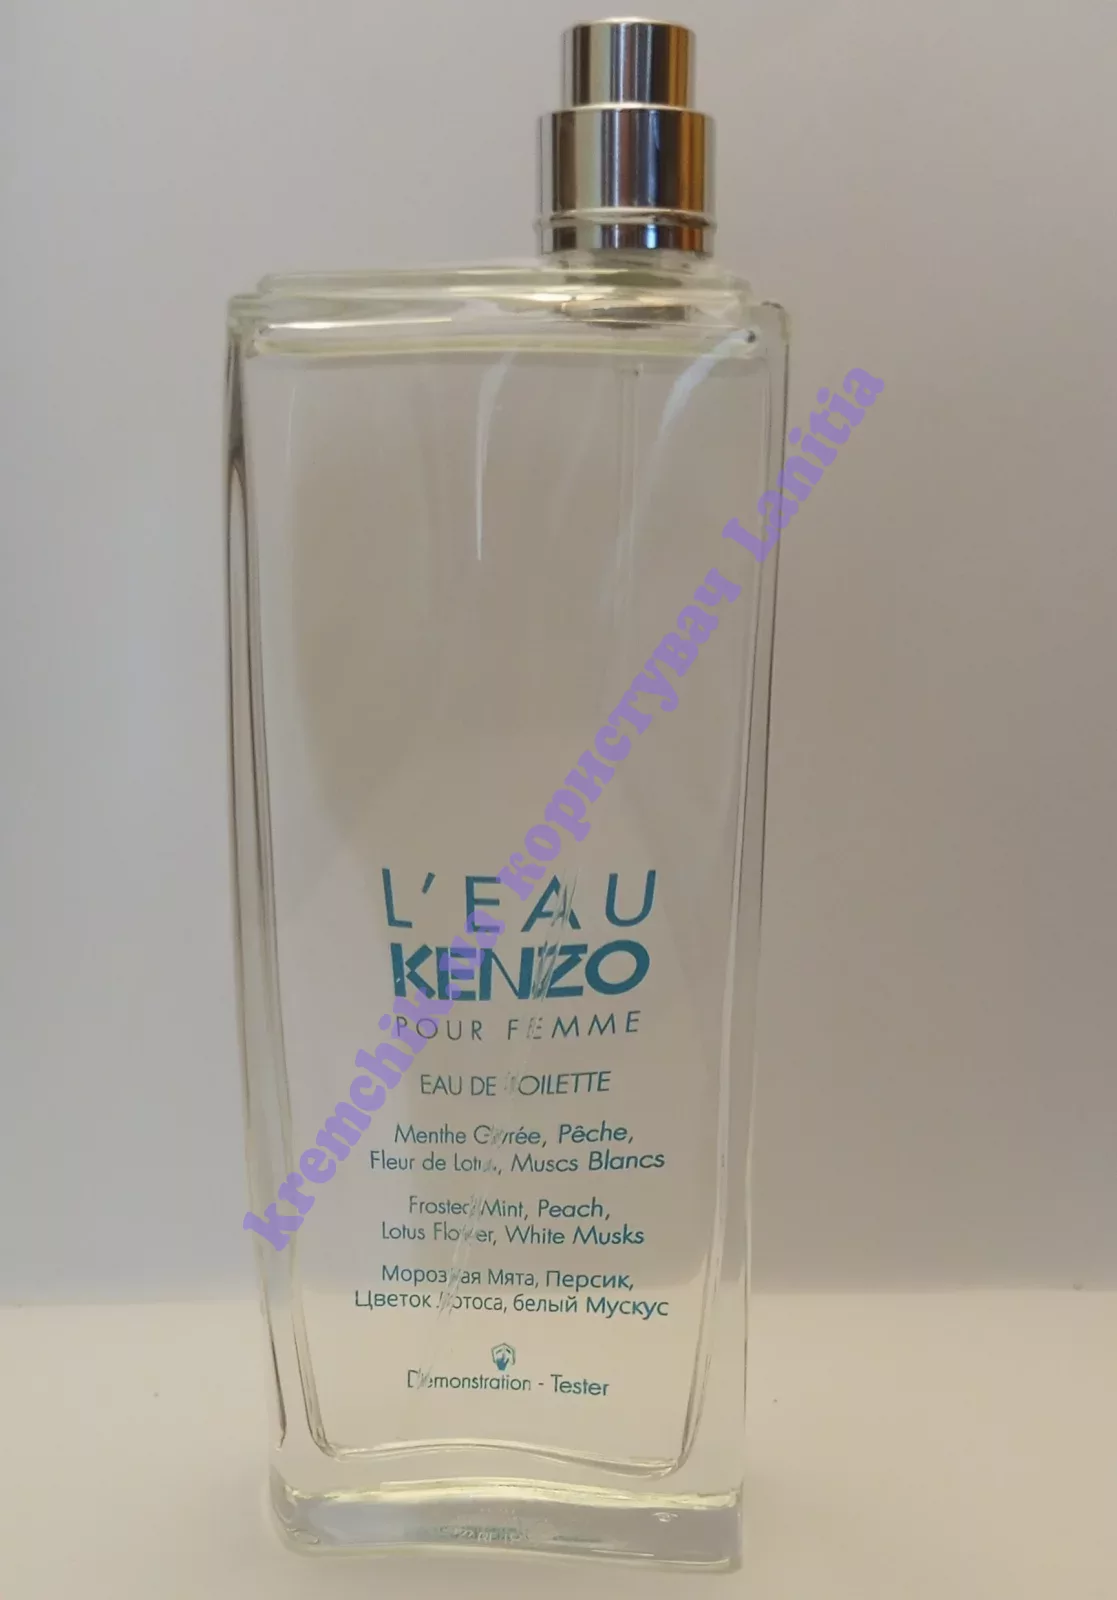 L'EAU
KENZO
POUR FEMME
EAU DE TOILETTE
Menthe Givrée, Pêche,
Fleur de Lotus, Muscs Blancs
Frosted Mint, Peach,
Lotus Flower, White Musks
Морозная Мята, Персик,
Цветок Лотоса, белый Мускус
Demonstration - Tester
kremchik.ua користувач Lanitia